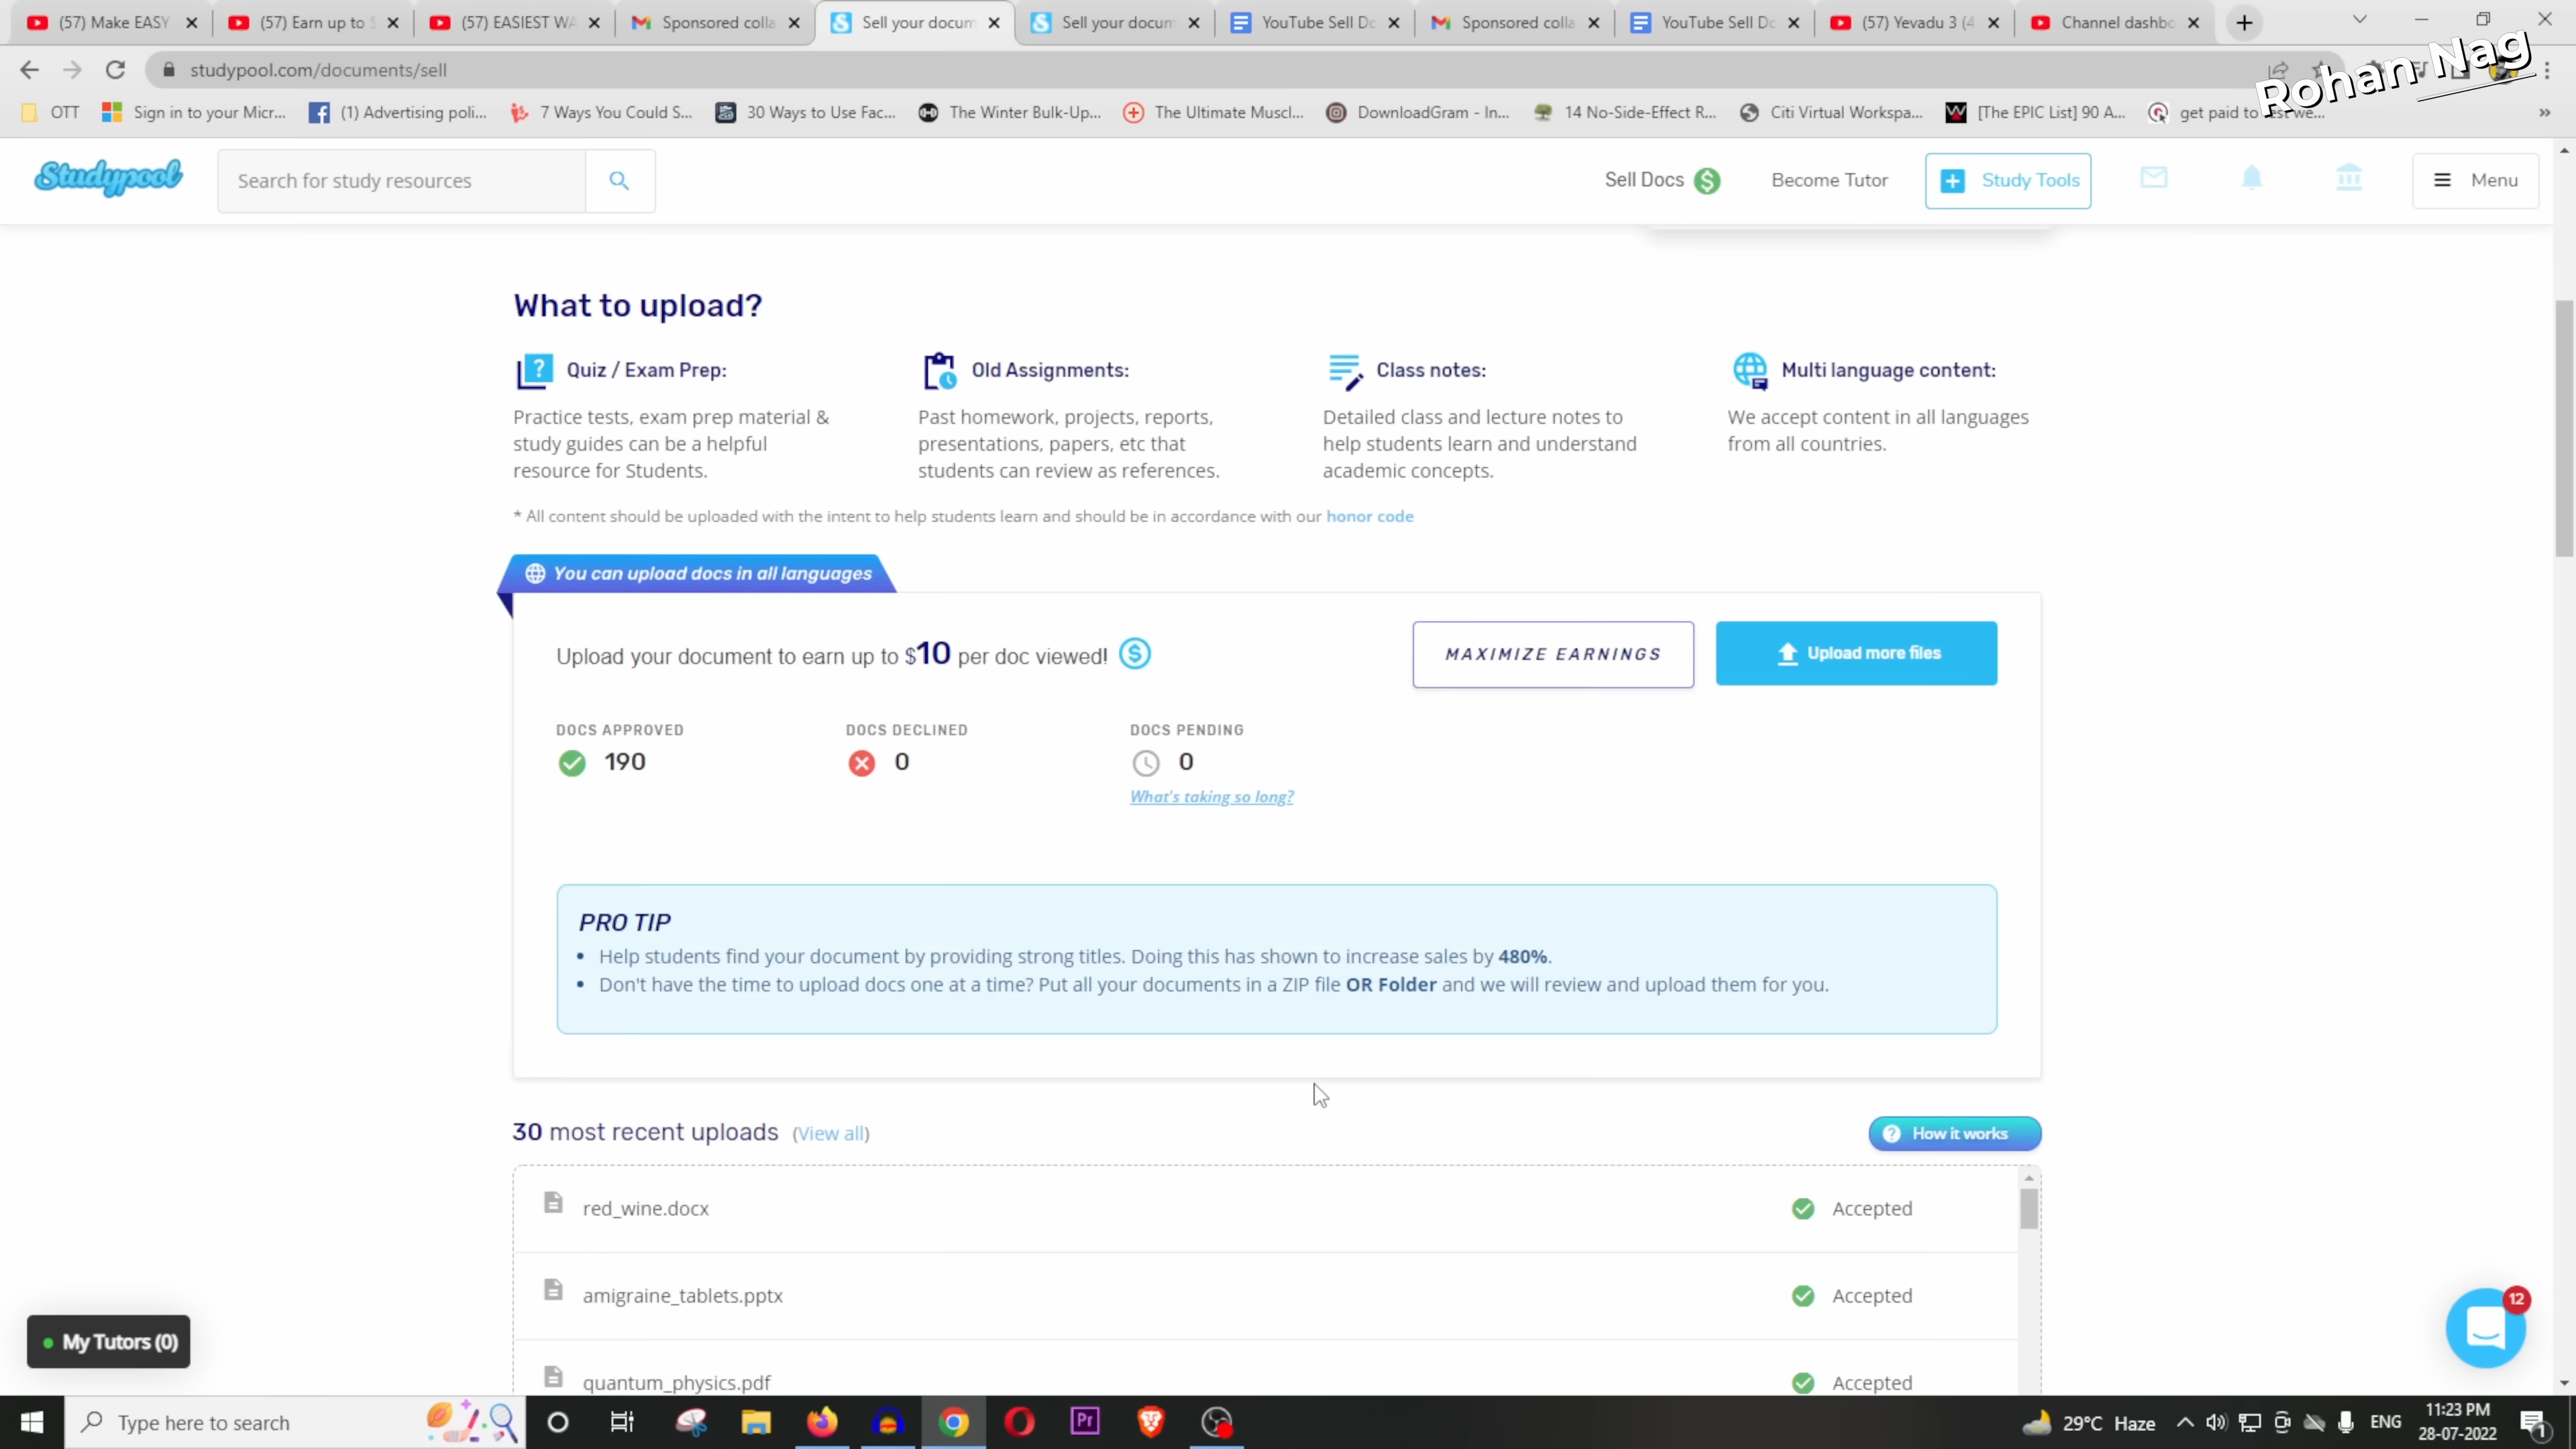 (57) Make EASY
(57) Earn up to
(57) EASIEST WA
Sponsored colla
Sell your docum
Sell your docum
YouTube Sell Do
Sponsored colla
YouTube Sell Do
(57) Yevadu 3 (4
Channel dashbo
studypool.com/documents/sell
Rohan Nag
OTT
Sign in to your Micr...
(1) Advertising poli...
7 Ways You Could S...
30 Ways to Use Fac...
The Winter Bulk-Up...
The Ultimate Muscl...
DownloadGram - In...
14 No-Side-Effect R...
Citi Virtual Workspa...
[The EPIC List] 90 A...
get paid to test we...
Studypool
Search for study resources
Sell Docs
Become Tutor
Study Tools
Menu
What to upload?
Quiz / Exam Prep:
Practice tests, exam prep material &
study guides can be a helpful
resource for Students.
Old Assignments:
Past homework, projects, reports,
presentations, papers, etc that
students can review as references.
Class notes:
Detailed class and lecture notes to
help students learn and understand
academic concepts.
Multi language content:
We accept content in all languages
from all countries.
* All content should be uploaded with the intent to help students learn and should be in accordance with our honor code
You can upload docs in all languages
Upload your document to earn up to $10 per doc viewed!
MAXIMIZE EARNINGS
Upload more files
DOCS APPROVED
190
DOCS DECLINED
0
DOCS PENDING
0
What's taking so long?
PRO TIP
• Help students find your document by providing strong titles. Doing this has shown to increase sales by 480%.
• Don't have the time to upload docs one at a time? Put all your documents in a ZIP file OR Folder and we will review and upload them for you.
30 most recent uploads (View all)
How it works
red_wine.docx
Accepted
amigraine_tablets.pptx
Accepted
quantum_physics.pdf
Accepted
My Tutors (0)
12
Type here to search
Pr
29°C Haze
ENG
11:23 PM
28-07-2022
1